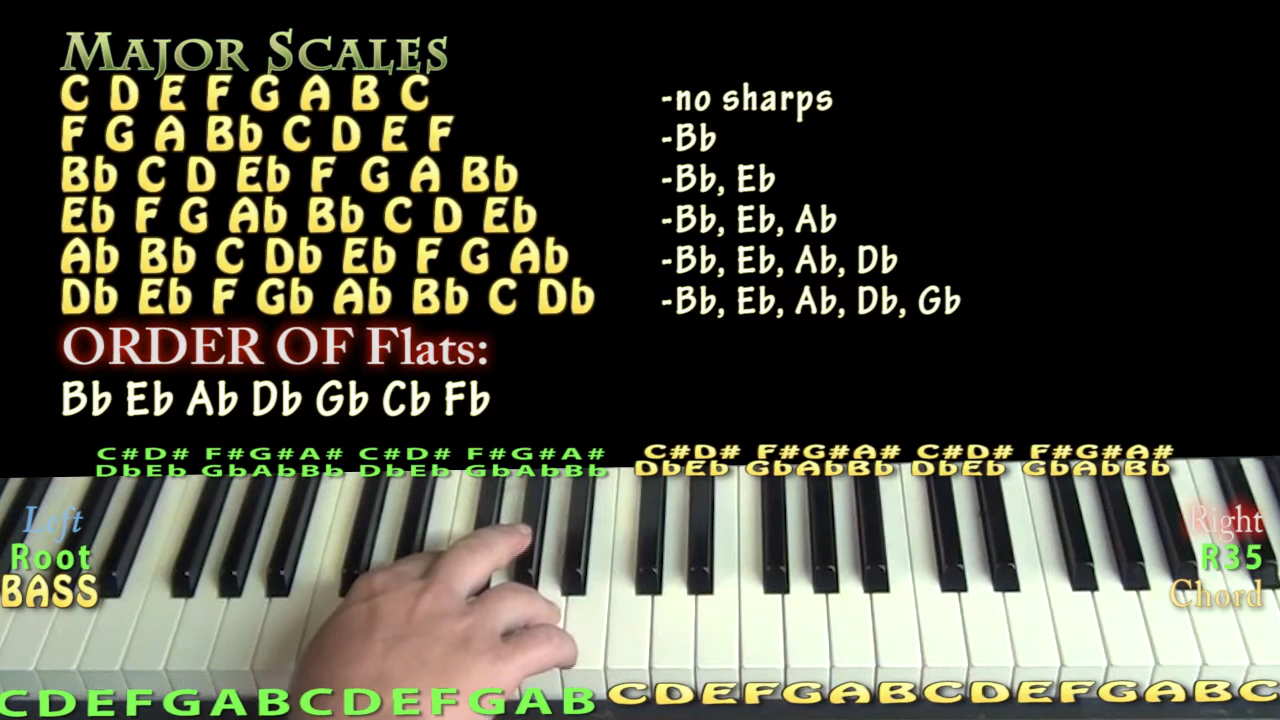 Major Scales
C D E F G A B C
-no sharps
F G A Bb C D E F
-Bb
Bb C D Eb F G A Bb
-Bb, Eb
Eb F G Ab Bb C D Eb
-Bb, Eb, Ab
Ab Bb C Db Eb F G Ab
-Bb, Eb, Ab, Db
Db Eb F Gb Ab Bb C Db
-Bb, Eb, Ab, Db, Gb
ORDER OF Flats:
Bb Eb Ab Db Gb Cb Fb
C#D# F#G#A# C#D# F#G#A# C#D# F#G#A# C#D# F#G#A#
DbEb GbAbBb DbEb GbAbBb DbEb GbAbBb DbEb GbAbBb
Left
Root
BASS
Right
R35
Chord
CDEFGABCDEFGAB CDEFGABCDEFGABC